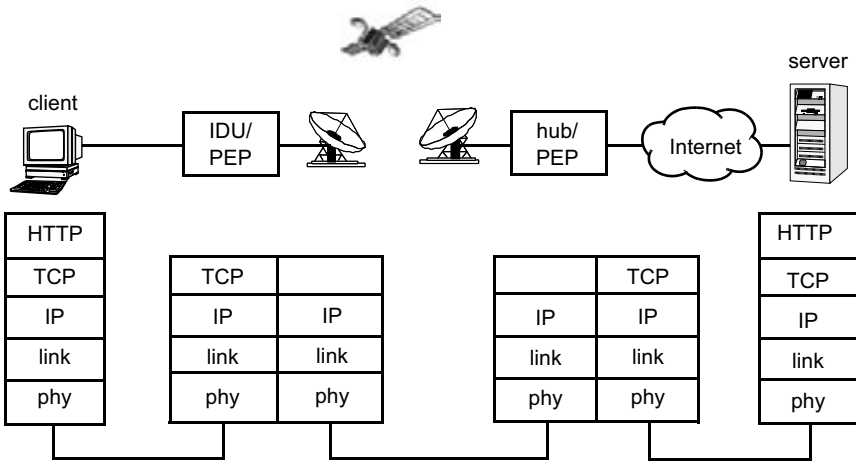 server
client
IDU/
PEP
hub/
PEP
Internet
HTTP
TCP
IP
link
phy
TCP
IP IP
link link
phy phy
TCP
IP IP
link link
phy phy
HTTP
TCP
IP
link
phy